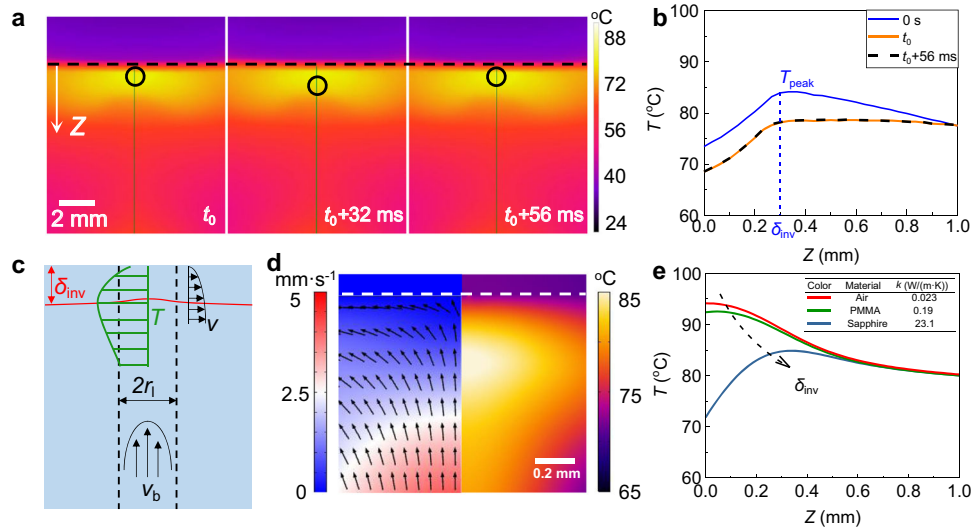 a
°C
88
72
56
40
24
Z
2 mm
t0
t0+32 ms
t0+56 ms
b
100
90
80
70
60
T (°C)
0 s
t0
t0+56 ms
Tpeak
δinv
0.0 0.2 0.4 0.6 0.8 1.0
Z (mm)
c
δinv
T
v
2rl
vb
d
mm·s-1
5
2.5
0
°C
85
75
65
0.2 mm
e
100
90
80
70
60
T (°C)
Color Material k (W/(m·K))
Air 0.023
PMMA 0.19
Sapphire 23.1
δinv
0.0 0.2 0.4 0.6 0.8 1.0
Z (mm)